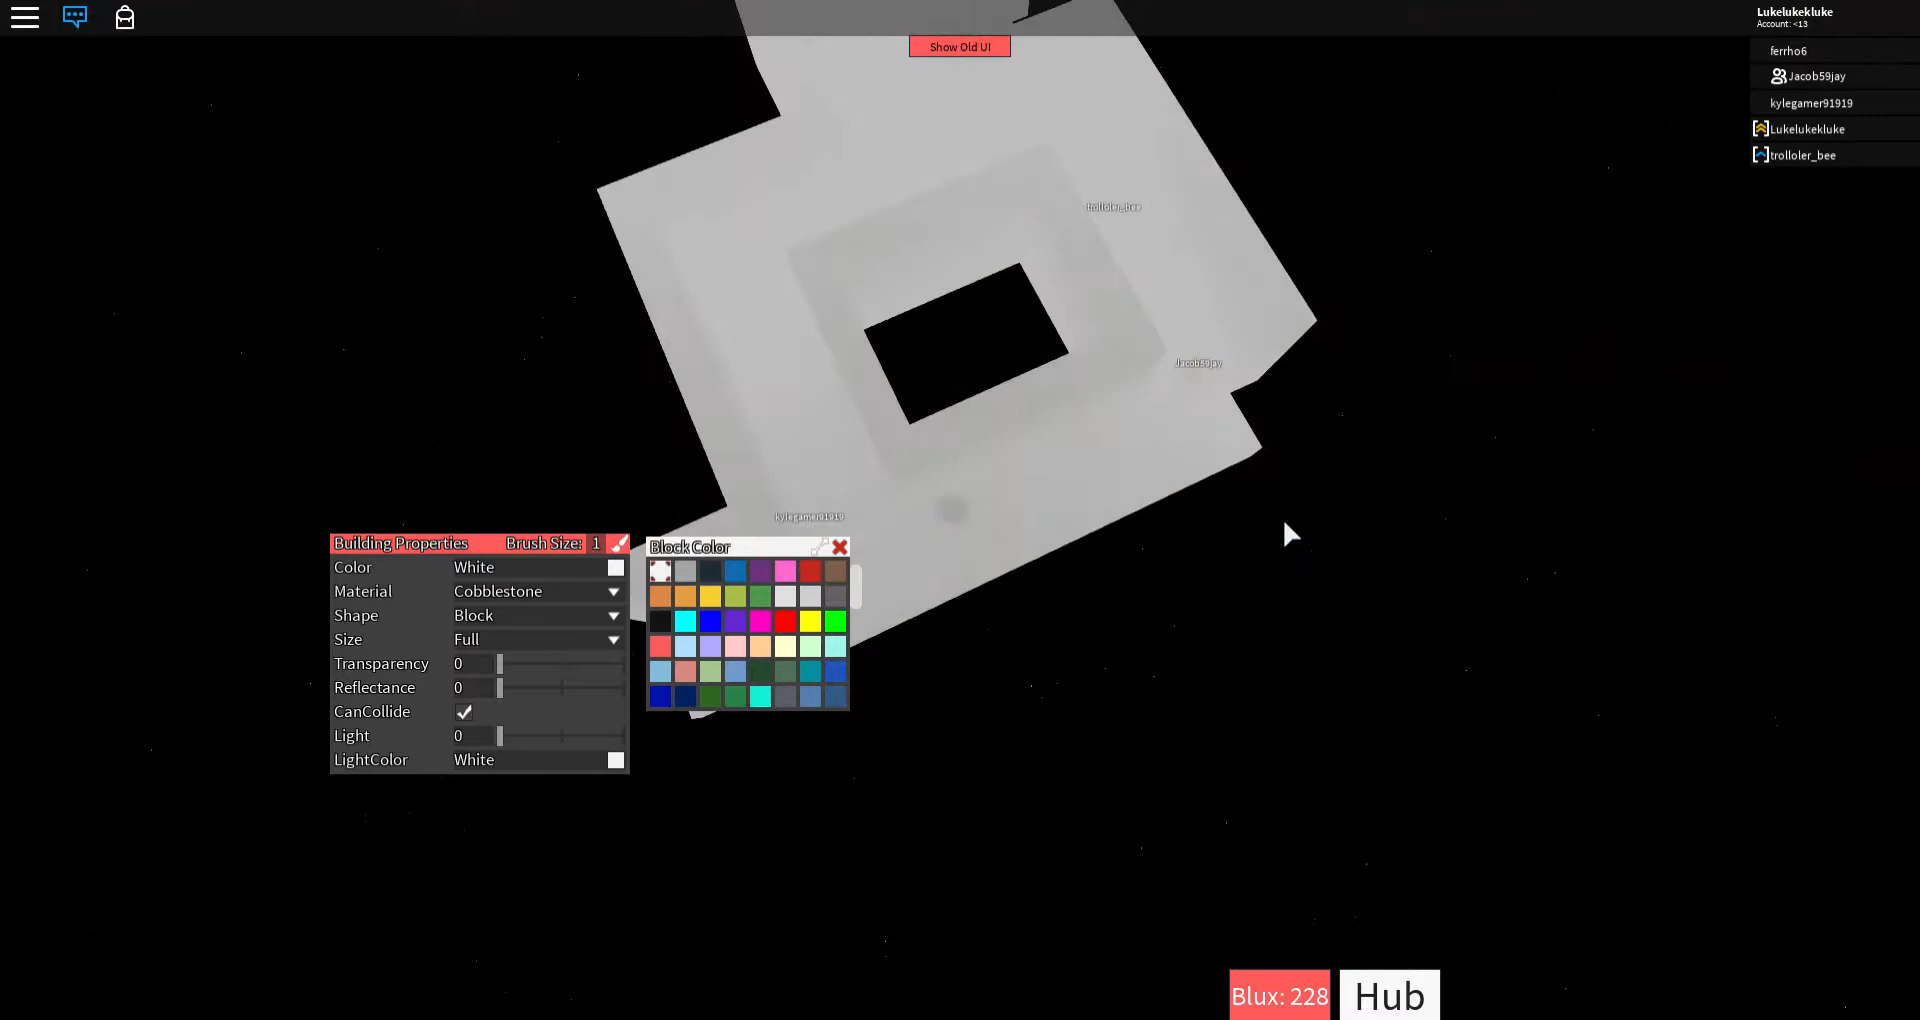 Lukelukekluke
Account: <13
Show Old UI
ferrho6
Jacob59jay
kylegamer91919
Lukelukekluke
trolloler_bee
trolloler_bee
Jacob59jay
kylegamer91919
Building Properties Brush Size: 1
Color White
Material Cobblestone
Shape Block
Size Full
Transparency 0
Reflectance 0
CanCollide
Light 0
LightColor White
Block Color
Blux: 228
Hub